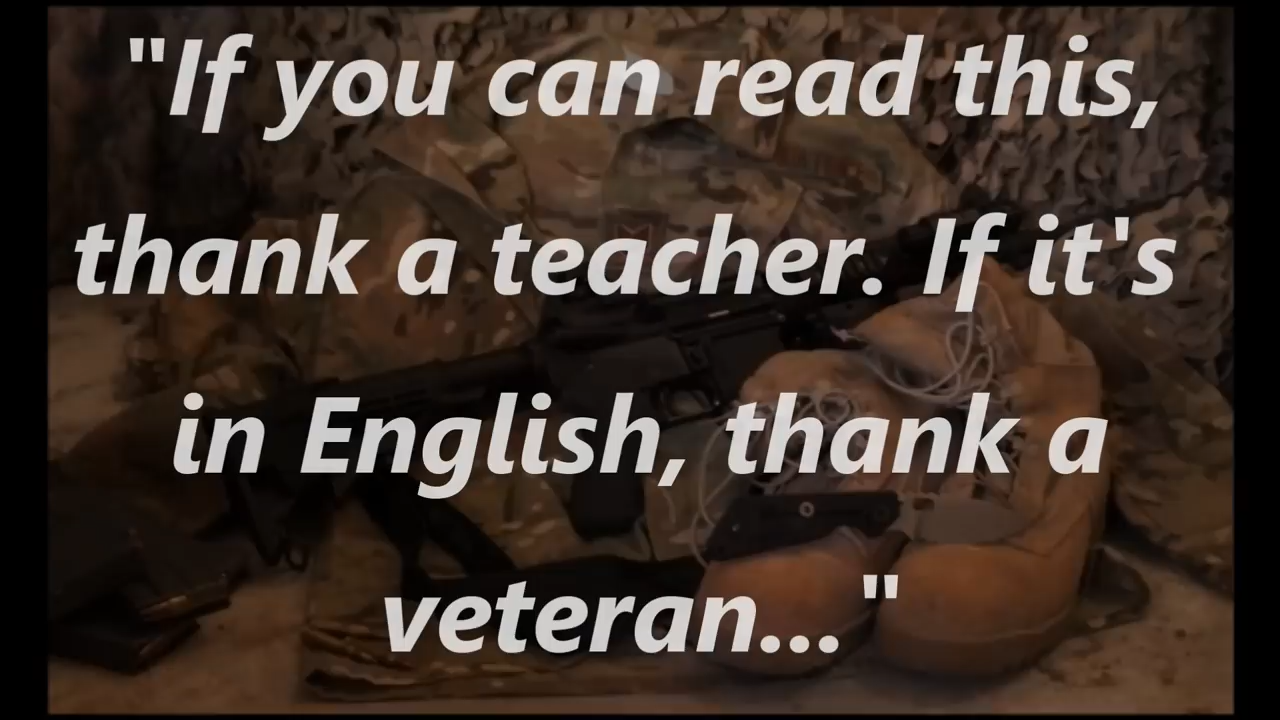 "If you can read this,
thank a teacher. If it's
in English, thank a
veteran..."